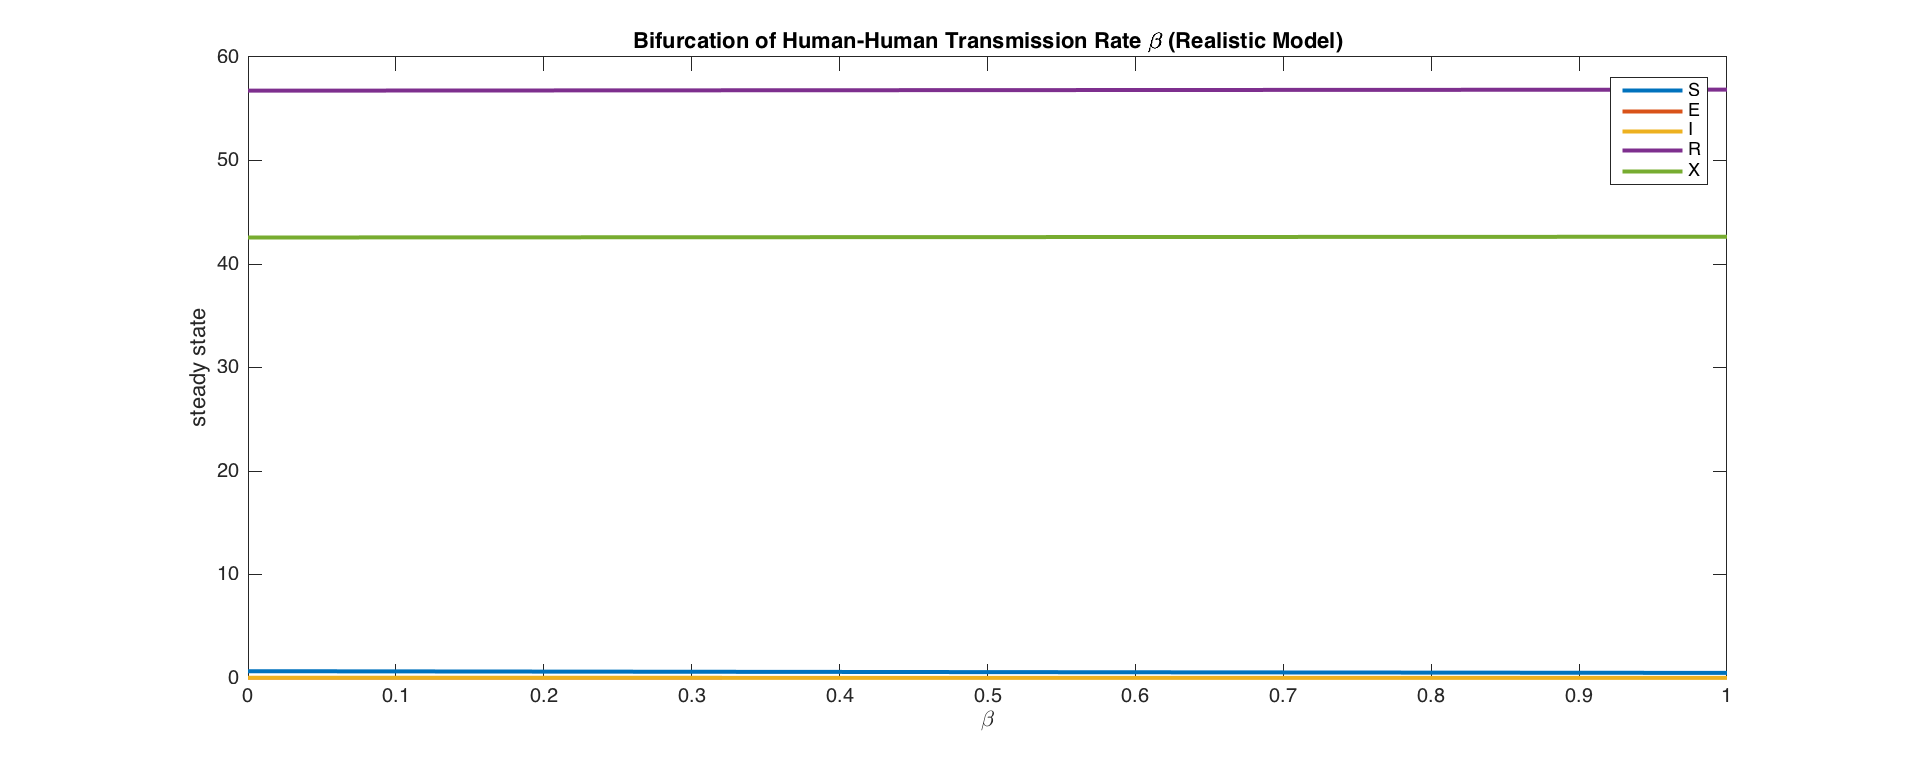 Bifurcation of Human-Human Transmission Rate β (Realistic Model)
60
50
40
30
20
10
0
steady state
S
E
I
R
X
0 0.1 0.2 0.3 0.4 0.5 0.6 0.7 0.8 0.9 1
β